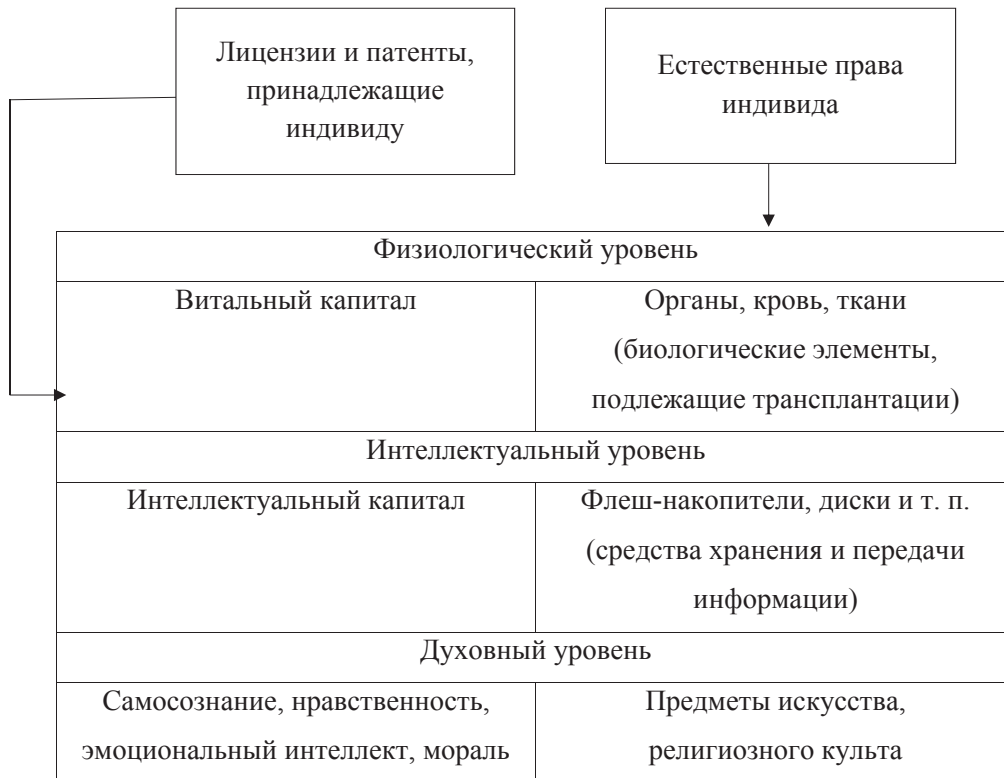 Лицензии и патенты,
принадлежащие
индивиду
Естественные права
индивида
Физиологический уровень
Витальный капитал
Органы, кровь, ткани
(биологические элементы,
подлежащие трансплантации)
Интеллектуальный уровень
Интеллектуальный капитал
Флеш-накопители, диски и т. п.
(средства хранения и передачи
информации)
Духовный уровень
Самосознание, нравственность,
эмоциональный интеллект, мораль
Предметы искусства,
религиозного культа